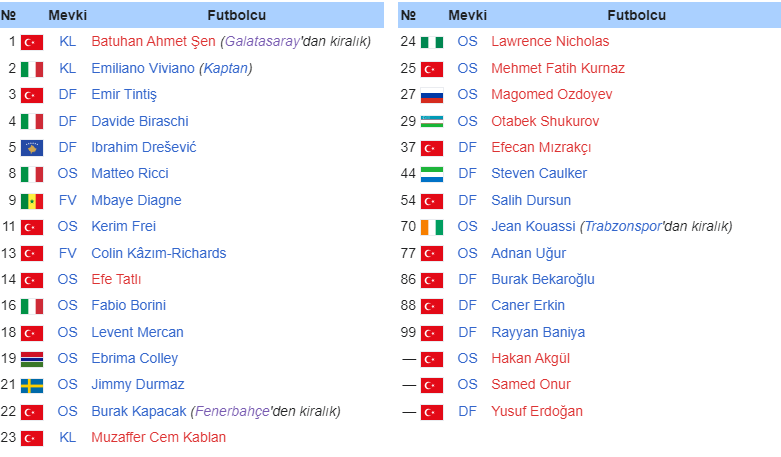 № Mevki Futbolcu
1 KL Batuhan Ahmet Şen (Galatasaray'dan kiralık)
2 KL Emiliano Viviano (Kaptan)
3 DF Emir Tintiş
4 DF Davide Biraschi
5 DF Ibrahim Drešević
8 OS Matteo Ricci
9 FV Mbaye Diagne
11 OS Kerim Frei
13 FV Colin Kâzım-Richards
14 OS Efe Tatlı
16 OS Fabio Borini
18 OS Levent Mercan
19 OS Ebrima Colley
21 OS Jimmy Durmaz
22 OS Burak Kapacak (Fenerbahçe'den kiralık)
23 KL Muzaffer Cem Kablan
№ Mevki Futbolcu
24 OS Lawrence Nicholas
25 OS Mehmet Fatih Kurnaz
27 OS Magomed Ozdoyev
29 OS Otabek Shukurov
37 DF Efecan Mızrakçı
44 DF Steven Caulker
54 DF Salih Dursun
70 OS Jean Kouassi (Trabzonspor'dan kiralık)
77 OS Adnan Uğur
86 DF Burak Bekaroğlu
88 DF Caner Erkin
99 DF Rayyan Baniya
— OS Hakan Akgül
— OS Samed Onur
— DF Yusuf Erdoğan